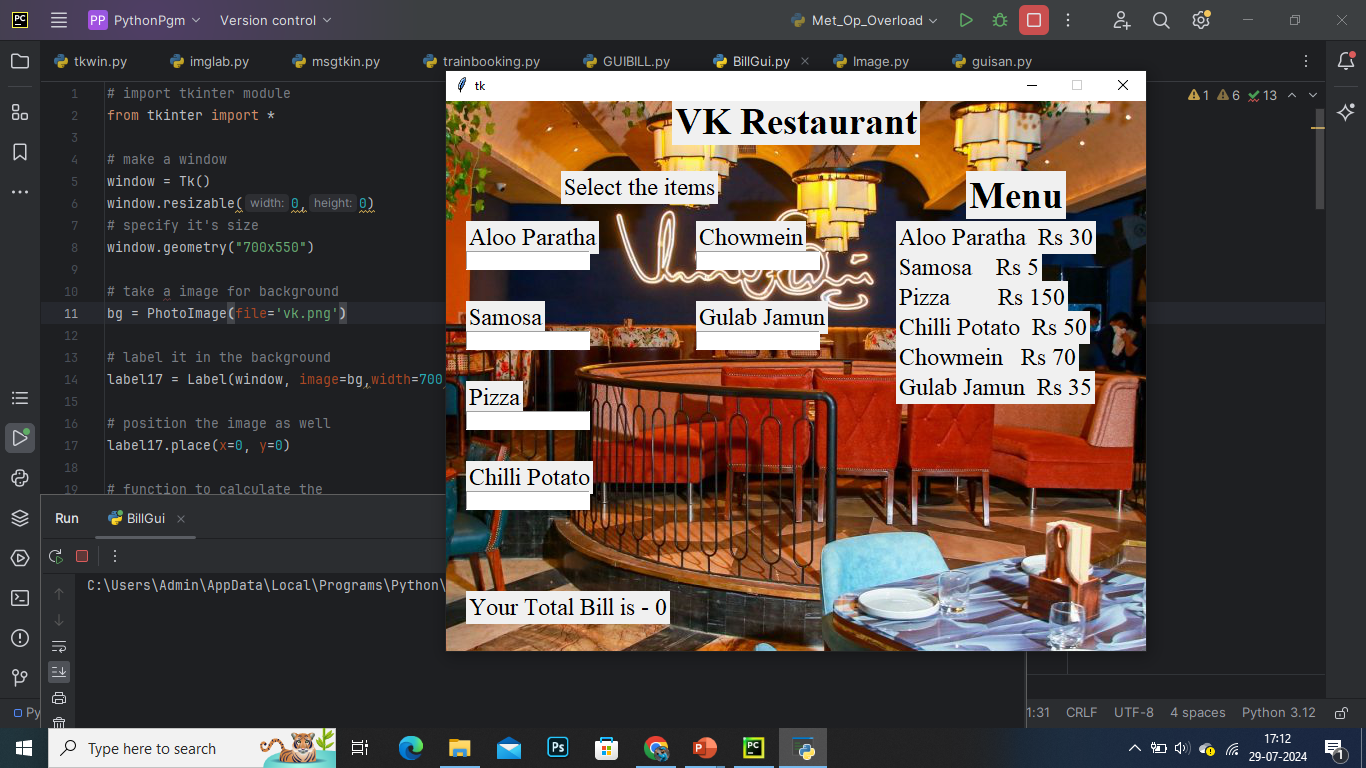 PP PythonPgm Version control Met_Op_Overload
tkwin.py imglab.py msgtkin.py trainbooking.py GUIBILL.py BillGui.py Image.py guisan.py
1 # import tkinter module
2 from tkinter import *
3
4 # make a window
5 window = Tk()
6 window.resizable( width: 0, height: 0)
7 # specify it's size
8 window.geometry("700x550")
9
10 # take a image for background
11 bg = PhotoImage(file='vk.png')
12
13 # label it in the background
14 label17 = Label(window, image=bg,width=700
15
16 # position the image as well
17 label17.place(x=0, y=0)
18
19 # function to calculate the
1 6 13
tk
VK Restaurant
Select the items
Aloo Paratha
Chowmein
Samosa
Gulab Jamun
Pizza
Chilli Potato
Your Total Bill is - 0
Menu
Aloo Paratha Rs 30
Samosa Rs 5
Pizza Rs 150
Chilli Potato Rs 50
Chowmein Rs 70
Gulab Jamun Rs 35
Run BillGui
C:\Users\Admin\AppData\Local\Programs\Python\
Py
1:31 CRLF UTF-8 4 spaces Python 3.12
Type here to search
Ps
PC
17:12
29-07-2024
1